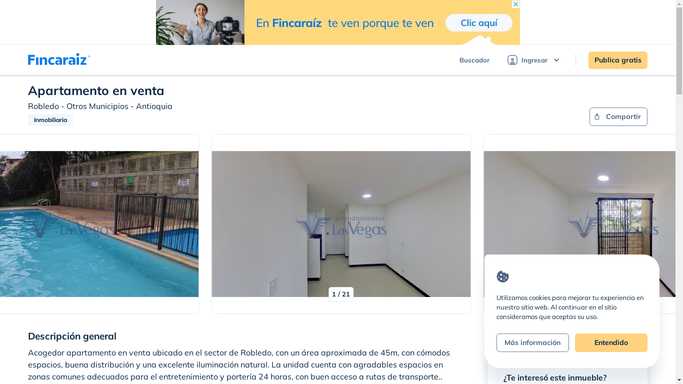 En Fincaraíz te ven porque te ven
Clic aquí
Fincaraíz
Buscador
Ingresar
Publica gratis
Apartamento en venta
Robledo - Otros Municipios - Antioquia
Inmobiliaria
Compartir
Las Vegas
1 / 21
Utilizamos cookies para mejorar tu experiencia en
nuestro sitio web. Al continuar en el sitio
consideramos que aceptas su uso.
Más información
Entendido
Descripción general
Acogedor apartamento en venta ubicado en el sector de Robledo, con un área aproximada de 45m, con cómodos
espacios, buena distribución y una excelente iluminación natural. La unidad cuenta con agradables espacios en
zonas comunes adecuados para el entretenimiento y portería 24 horas, con buen acceso a rutas de transporte..
¿Te interesó este inmueble?